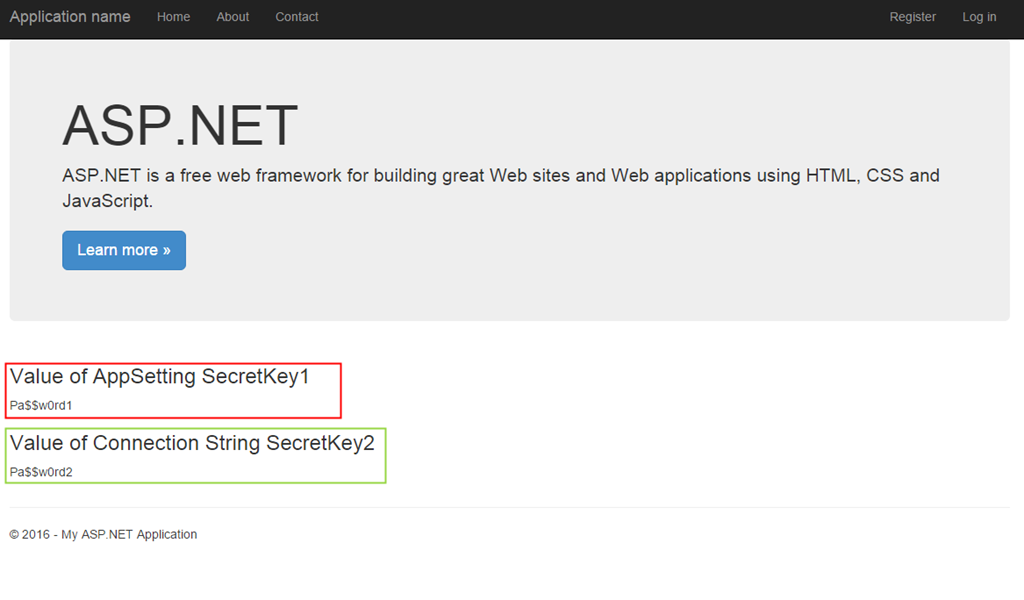 Application name Home About Contact Register Log in
ASP.NET
ASP.NET is a free web framework for building great Web sites and Web applications using HTML, CSS and
JavaScript.
Learn more »
Value of AppSetting SecretKey1
Pa$$w0rd1
Value of Connection String SecretKey2
Pa$$w0rd2
© 2016 - My ASP.NET Application